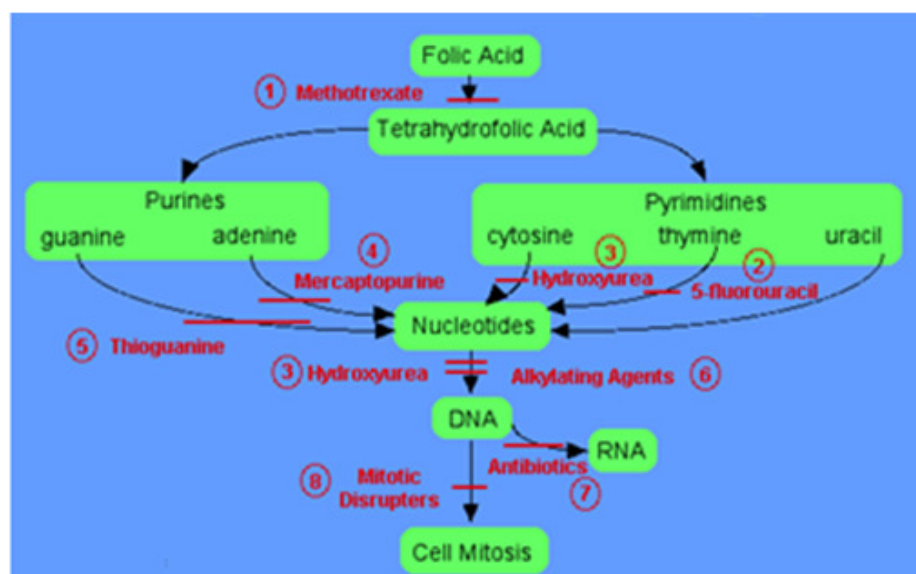 Folic Acid
① Methotrexate
Tetrahydrofolic Acid
Purines
guanine adenine
Pyrimidines
cytosine thymine uracil
④
Mercaptopurine
③
Hydroxyurea
②
5-fluorouracil
⑤ Thioguanine
Nucleotides
③ Hydroxyurea
Alkylating Agents ⑥
DNA
RNA
Antibiotics
⑦
⑧ Mitotic
Disrupters
Cell Mitosis